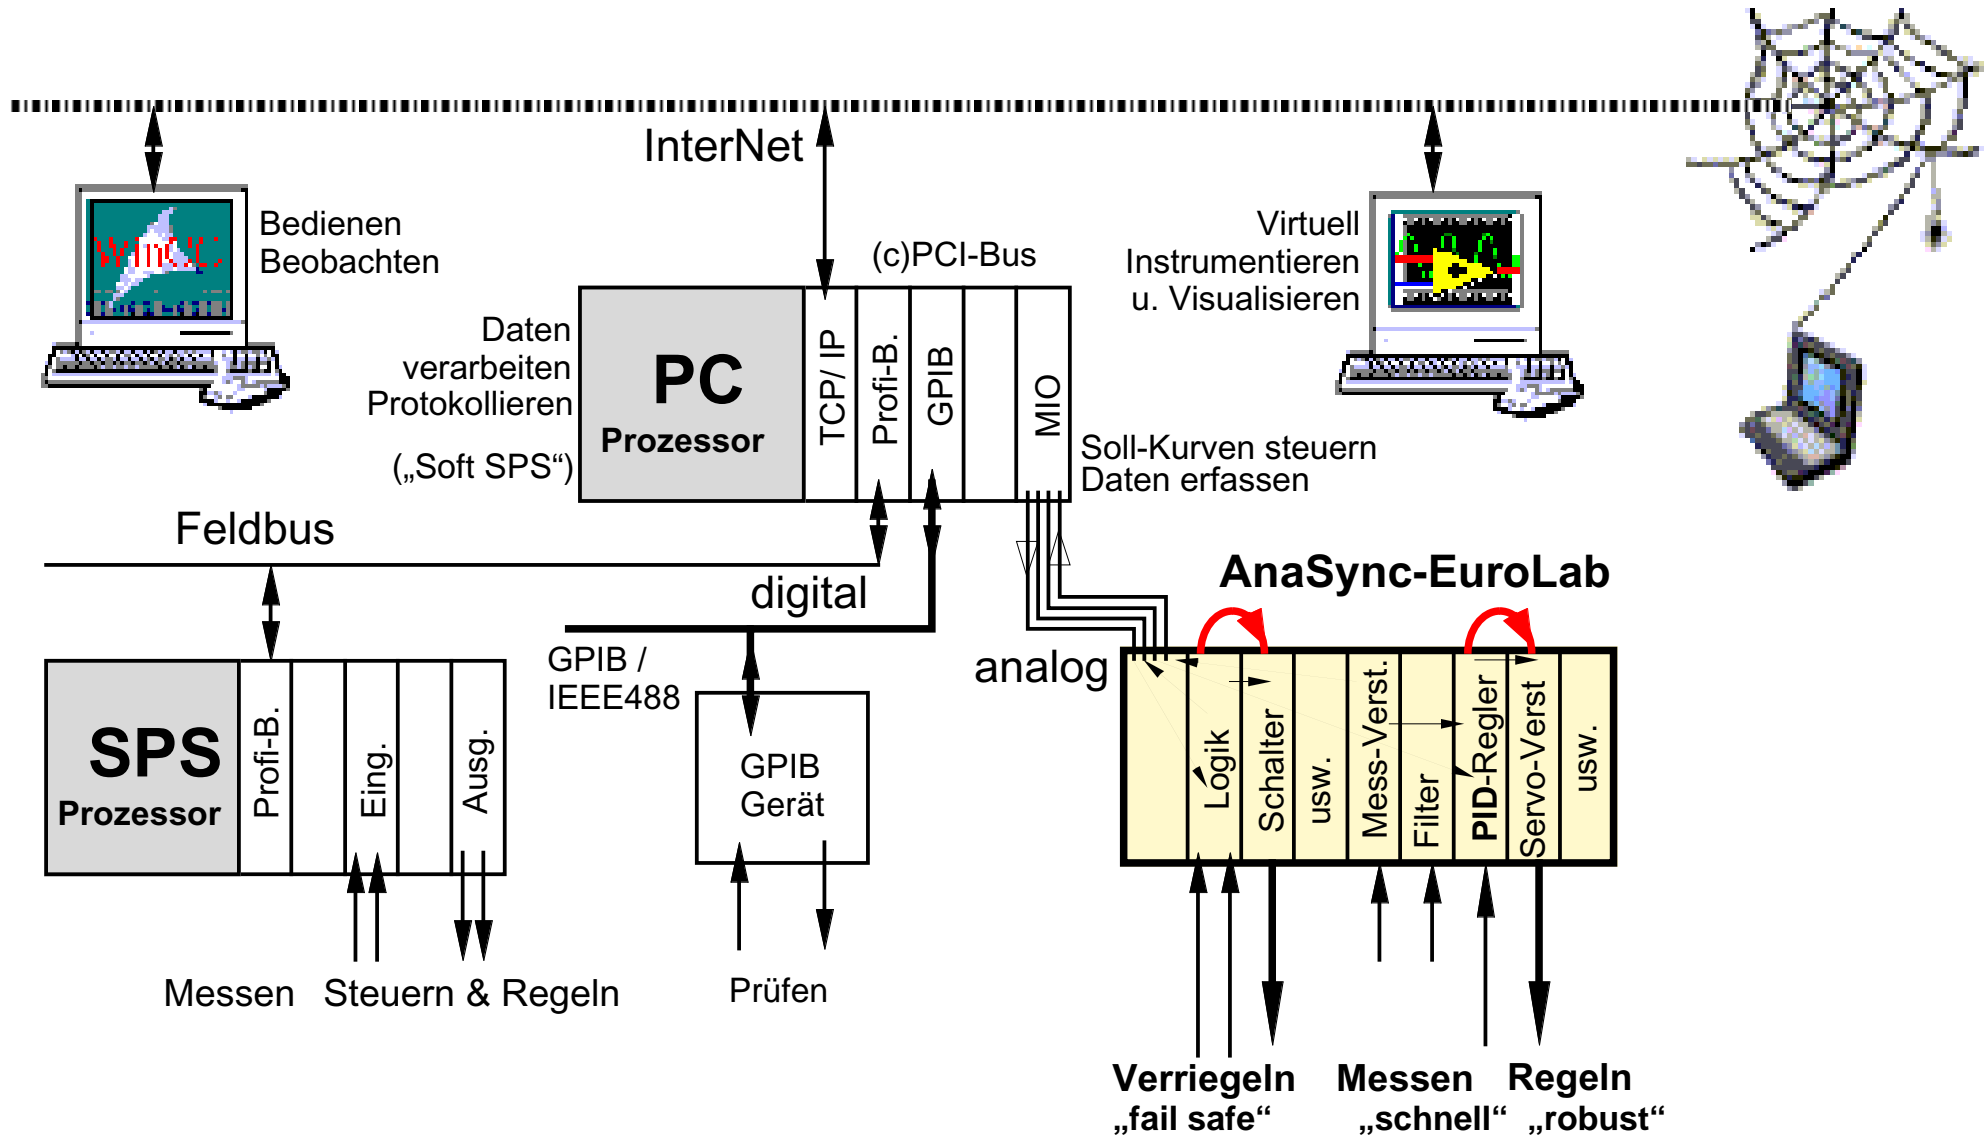 InterNet
WinCC
Bedienen
Beobachten
(c)PCI-Bus
Virtuell
Instrumentieren
u. Visualisieren
Daten
verarbeiten
Protokollieren
(„Soft SPS“)
PC
Prozessor
TCP/ IP
Profi-B.
GPIB
MIO
Soll-Kurven steuern
Daten erfassen
Feldbus
digital
GPIB /
IEEE488
analog
AnaSync-EuroLab
SPS
Prozessor
Profi-B.
Eing.
Ausg.
GPIB
Gerät
Logik
Schalter
usw.
Mess-Verst.
Filter
PID-Regler
Servo-Verst
usw.
Messen
Steuern & Regeln
Prüfen
Verriegeln
„fail safe“
Messen
„schnell“
Regeln
„robust“